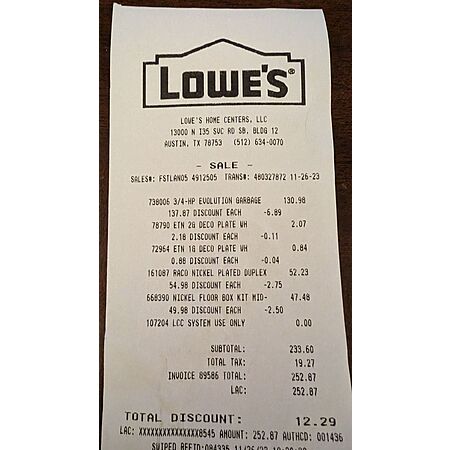 LOWE'S®
LOWE'S HOME CENTERS, LLC
13000 N I35 SVC RD SB, BLDG 12
AUSTIN, TX 78753 (512) 634-0070
- SALE -
SALES#: FSTLAN05 4912505 TRANS#: 480327872 11-26-23
738006 3/4-HP EVOLUTION GARBAGE 130.98
137.87 DISCOUNT EACH -6.89
78790 ETN 2G DECO PLATE WH 2.07
2.18 DISCOUNT EACH -0.11
72964 ETN 1G DECO PLATE WH 0.84
0.88 DISCOUNT EACH -0.04
161087 RACO NICKEL PLATED DUPLEX 52.23
54.98 DISCOUNT EACH -2.75
668390 NICKEL FLOOR BOX KIT MID- 47.48
49.98 DISCOUNT EACH -2.50
107204 LCC SYSTEM USE ONLY 0.00
SUBTOTAL: 233.60
TOTAL TAX: 19.27
INVOICE 89586 TOTAL: 252.87
LAC: 252.87
TOTAL DISCOUNT: 12.29
LAC: XXXXXXXXXXXXXXX8545 AMOUNT: 252.87 AUTHCD: 001436
SWIPED REFID:084335 11/26/23